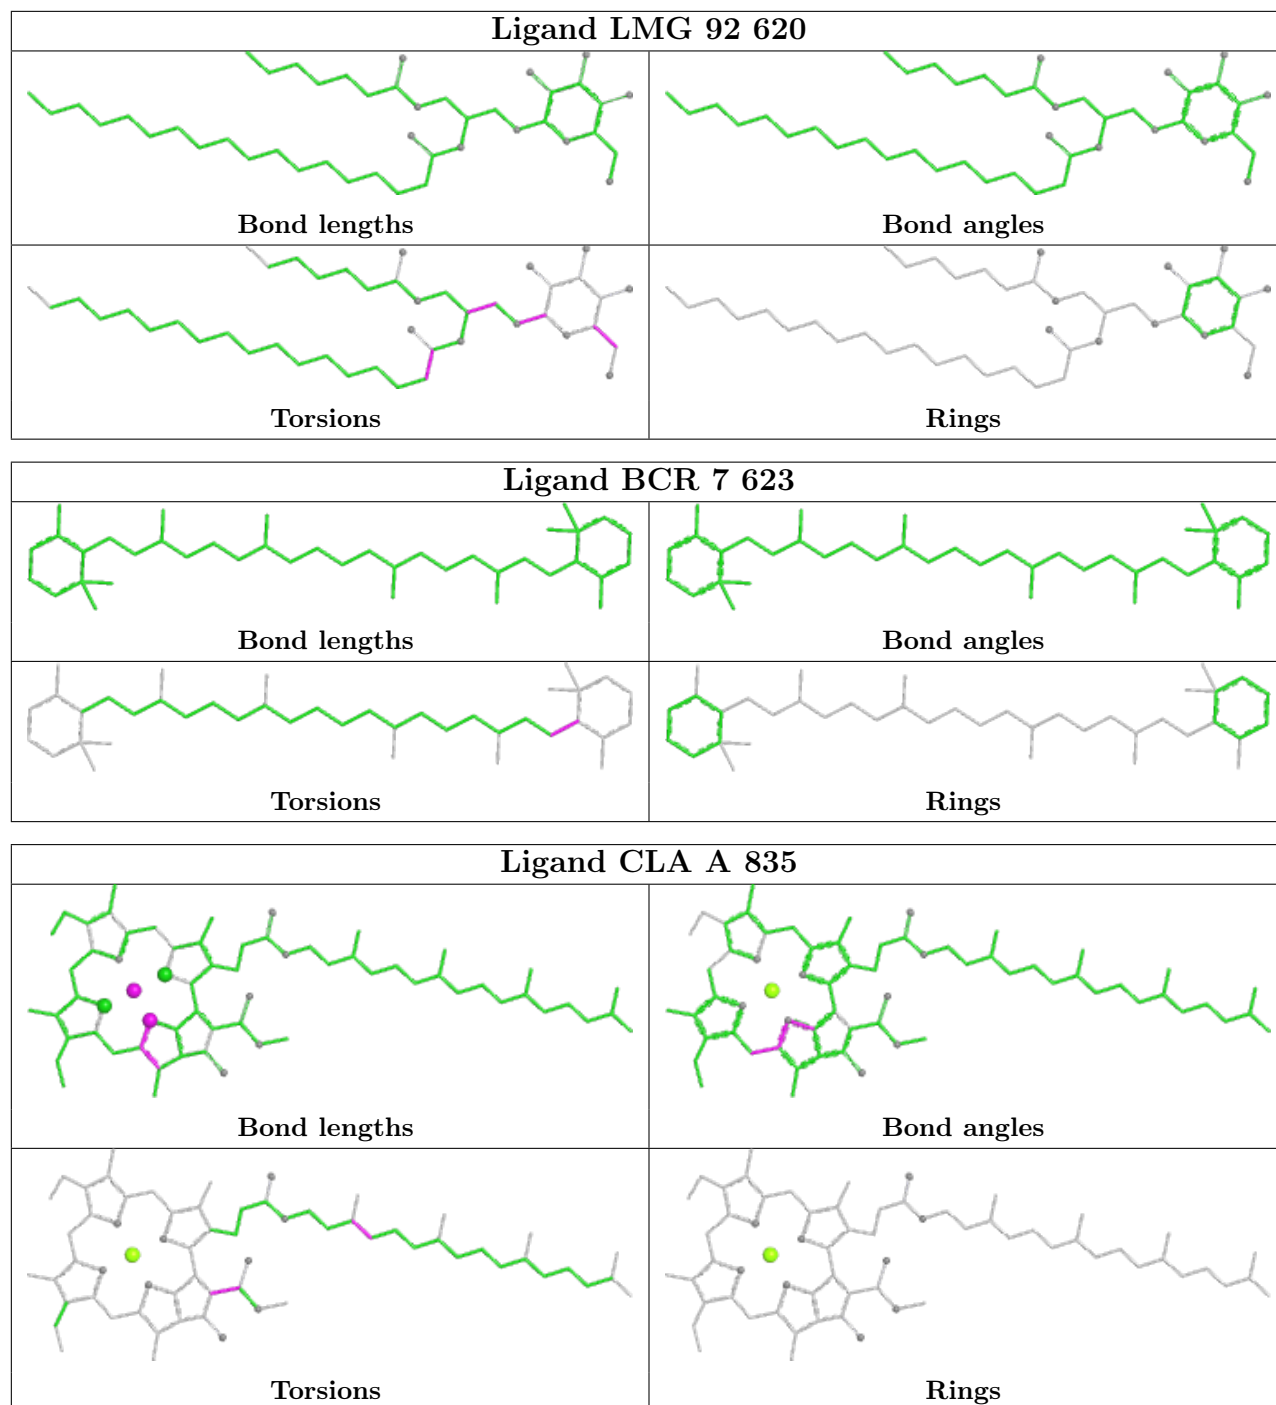 Ligand LMG 92 620
Bond lengths
Bond angles
Torsions
Rings
Ligand BCR 7 623
Bond lengths
Bond angles
Torsions
Rings
Ligand CLA A 835
Bond lengths
Bond angles
Torsions
Rings